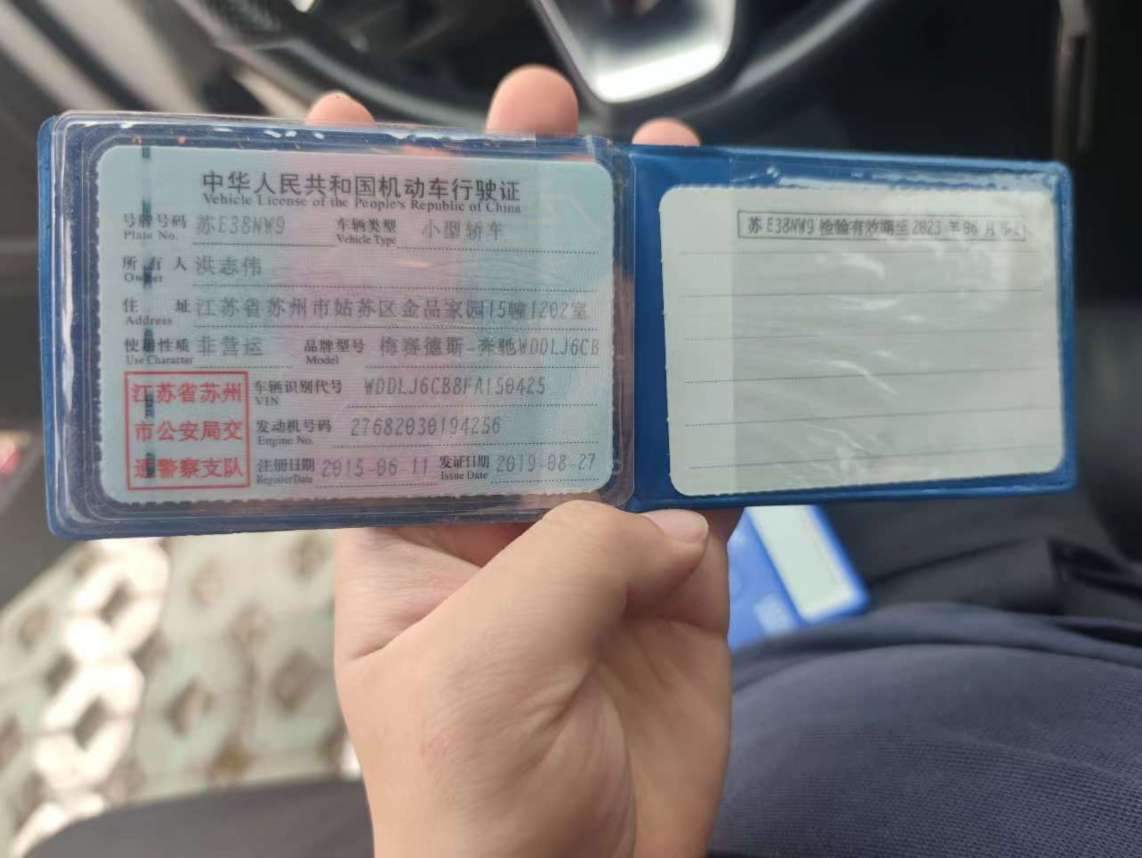 中华人民共和国机动车行驶证
Vehicle License of the People's Republic of China
号牌号码 苏E38NW9 车辆类型 小型轿车
Plate No. Vehicle Type
所有人 洪志伟
Owner
住址 江苏省苏州市姑苏区金品家园15幢1202室
Address
使用性质 非营运 品牌型号 梅赛德斯-奔驰WDDLJ6CB
Use Character Model
江苏省苏州
市公安局交
通警察支队
车辆识别代号 WDDLJ6CB8FA150425
VIN
发动机号码 27682030194256
Engine No.
注册日期 2015-06-11 发证日期 2019-08-27
Register Date Issue Date
苏E38NW9 检验有效期至2023年06月